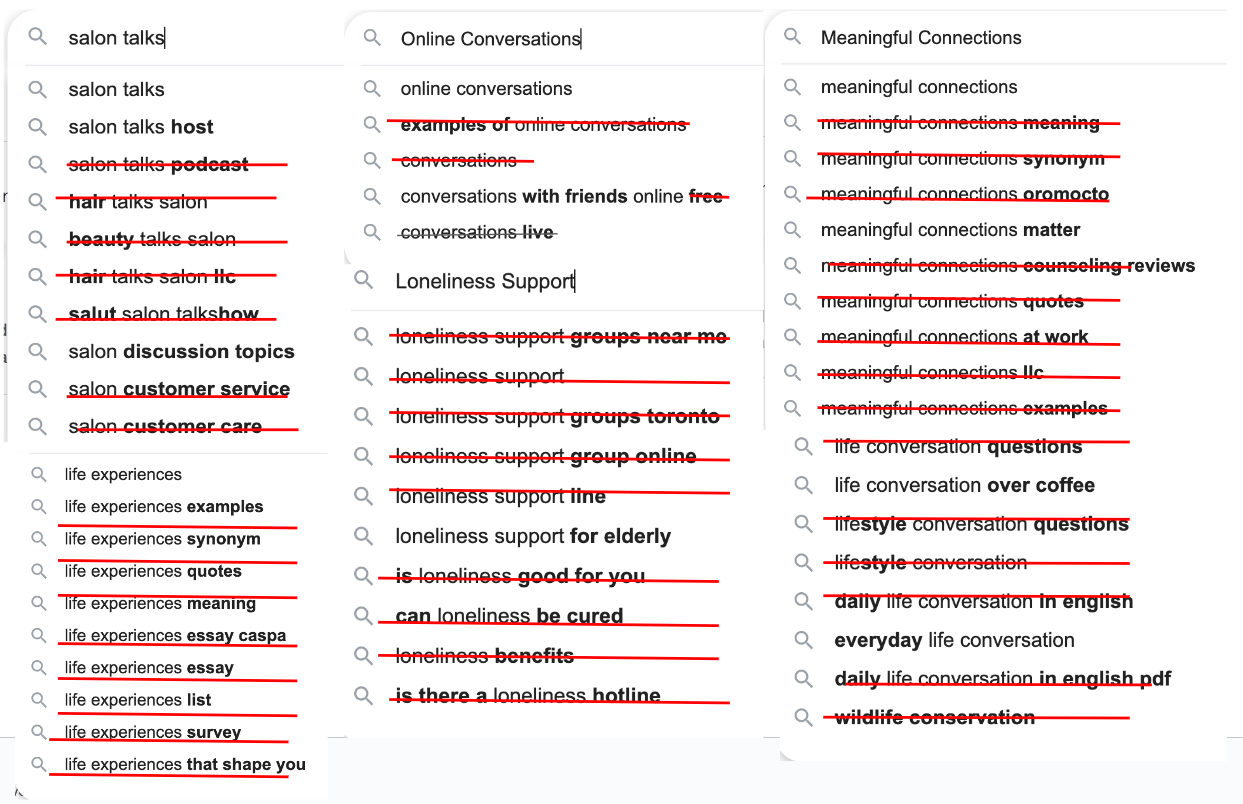 salon talks
salon talks
salon talks host
salon talks podcast
hair talks salon
beauty talks salon
hair talks salon llc
salut salon talkshow
salon discussion topics
salon customer service
salon customer care
life experiences
life experiences examples
life experiences synonym
life experiences quotes
life experiences meaning
life experiences essay caspa
life experiences essay
life experiences list
life experiences survey
life experiences that shape you
Online Conversations
online conversations
examples of online conversations
conversations
conversations with friends online free
conversations live
Loneliness Support
loneliness support groups near me
loneliness support
loneliness support groups toronto
loneliness support group online
loneliness support line
loneliness support for elderly
is loneliness good for you
can loneliness be cured
loneliness benefits
is there a loneliness hotline
Meaningful Connections
meaningful connections
meaningful connections meaning
meaningful connections synonym
meaningful connections oromocto
meaningful connections matter
meaningful connections counseling reviews
meaningful connections quotes
meaningful connections at work
meaningful connections llc
meaningful connections examples
life conversation questions
life conversation over coffee
lifestyle conversation questions
lifestyle conversation
daily life conversation in english
everyday life conversation
daily life conversation in english pdf
wildlife conservation